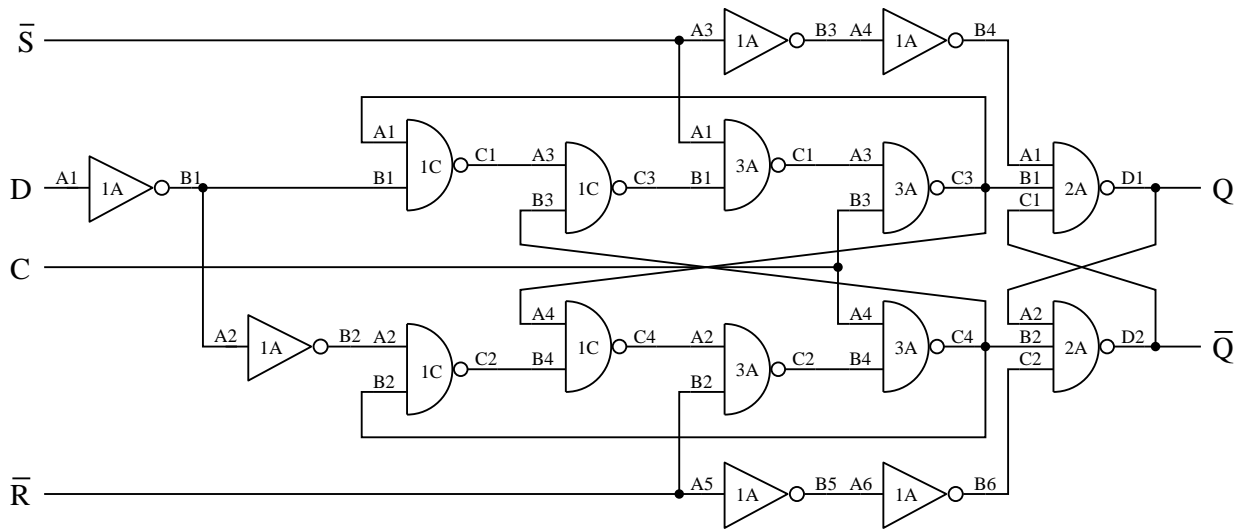 S̅ A3 1A B3 A4 1A B4
A1 1C C1 A3 1C C3 A1 3A C1 A3 3A C3 A1 2A D1 Q
D A1 1A B1 B1 B3 B1 B3 B1 C1
C
A2 1A B2 A2 1C C2 A4 1C C4 A2 3A C2 A4 3A C4 A2 2A D2 Q̅
B2 B4 B2 B4 B2 C2
R̅ A5 1A B5 A6 1A B6